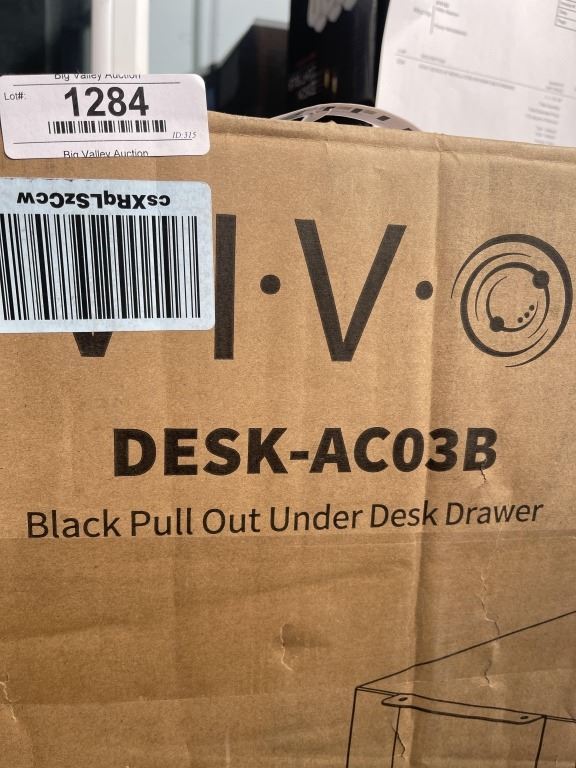 Big Valley Auction
Lot#:
1284
ID:315
Big Valley Auction
csXRqLSzCcw
V·I·V·O
DESK-AC03B
Black Pull Out Under Desk Drawer